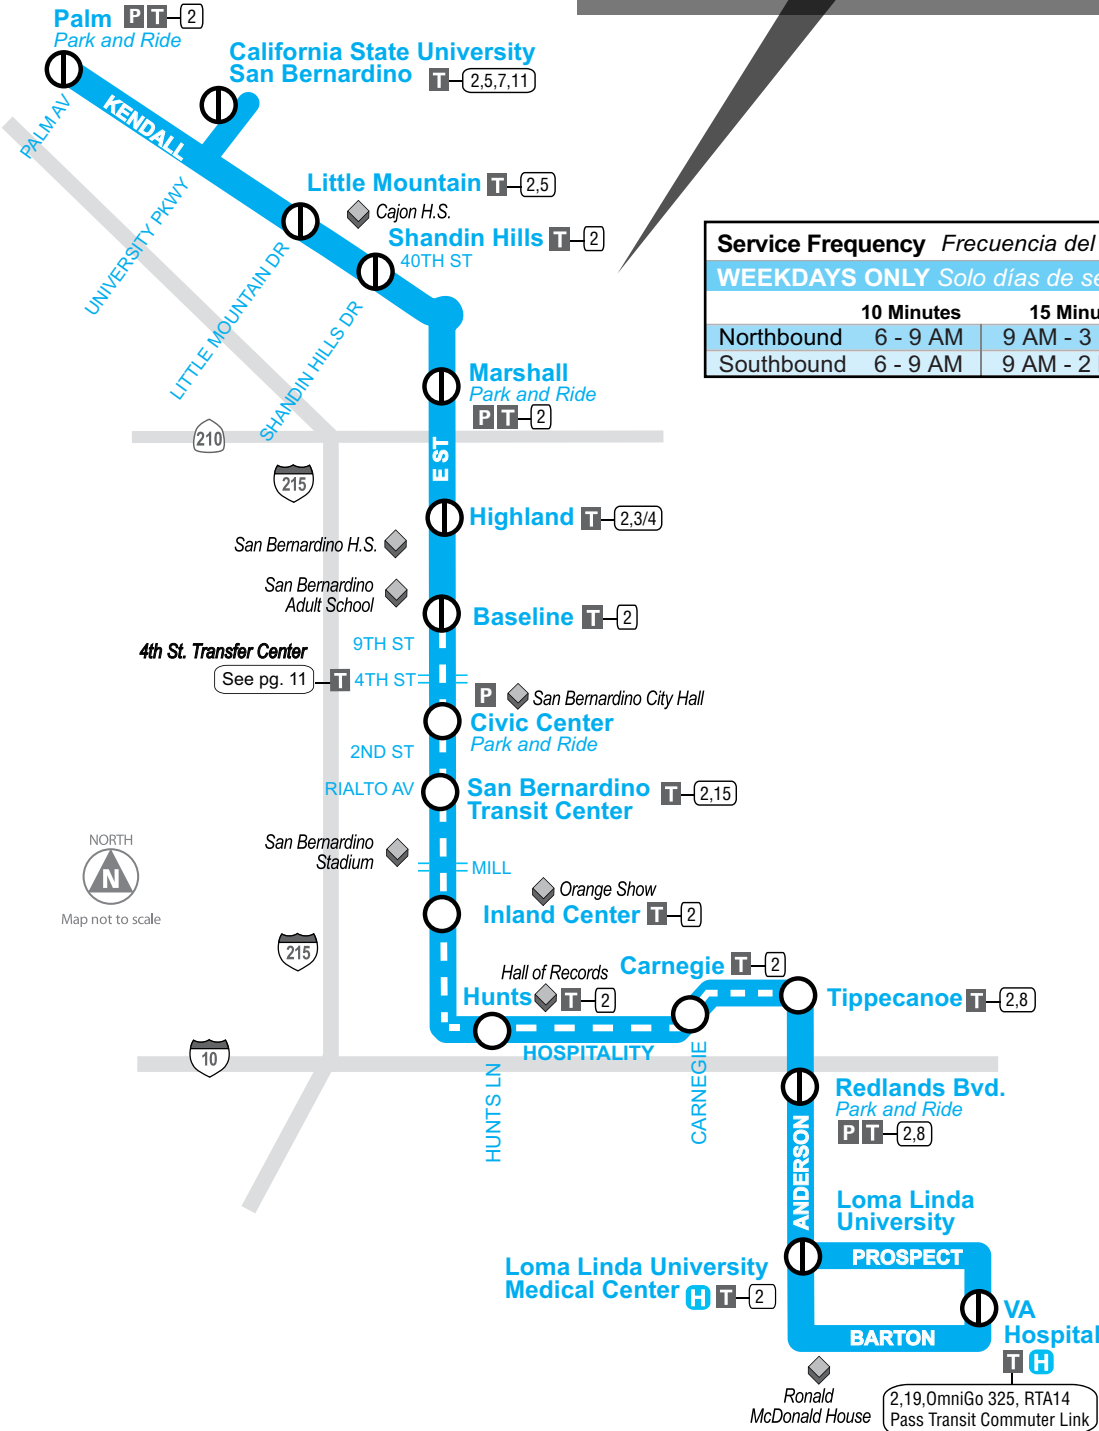 Palm P T 2
Park and Ride
California State University
San Bernardino T 2,5,7,11
PALM AV
KENDALL
UNIVERSITY PKWY
Little Mountain T 2,5
Cajon H.S.
Shandin Hills T 2
40TH ST
LITTLE MOUNTAIN DR
SHANDIN HILLS DR
Service Frequency Frecuencia del
WEEKDAYS ONLY Solo días de
10 Minutes 15
Northbound 6 - 9 AM 9 AM - 3
Southbound 6 - 9 AM 9 AM - 2
Marshall
Park and Ride
P T 2
210
E ST
215
Highland T 2,3/4
San Bernardino H.S.
San Bernardino
Adult School
Baseline T 2
9TH ST
4th St. Transfer Center
See pg. 11 T 4TH ST
P San Bernardino City Hall
Civic Center
Park and Ride
2ND ST
RIALTO AV
San Bernardino
Transit Center T 2,15
San Bernardino
Stadium
MILL
NORTH
N
Map not to scale
Orange Show
Inland Center T 2
215
Hall of Records
Carnegie T 2
Hunts T 2
Tippecanoe T 2,8
HOSPITALITY
10
HUNTS LN
CARNEGIE
Redlands Bvd.
Park and Ride
P T 2,8
ANDERSON
Loma Linda
University
PROSPECT
Loma Linda University
Medical Center H T 2
VA
Hospital
T H
BARTON
Ronald
McDonald House
2,19,OmniGo 325, RTA14
Pass Transit Commuter Link